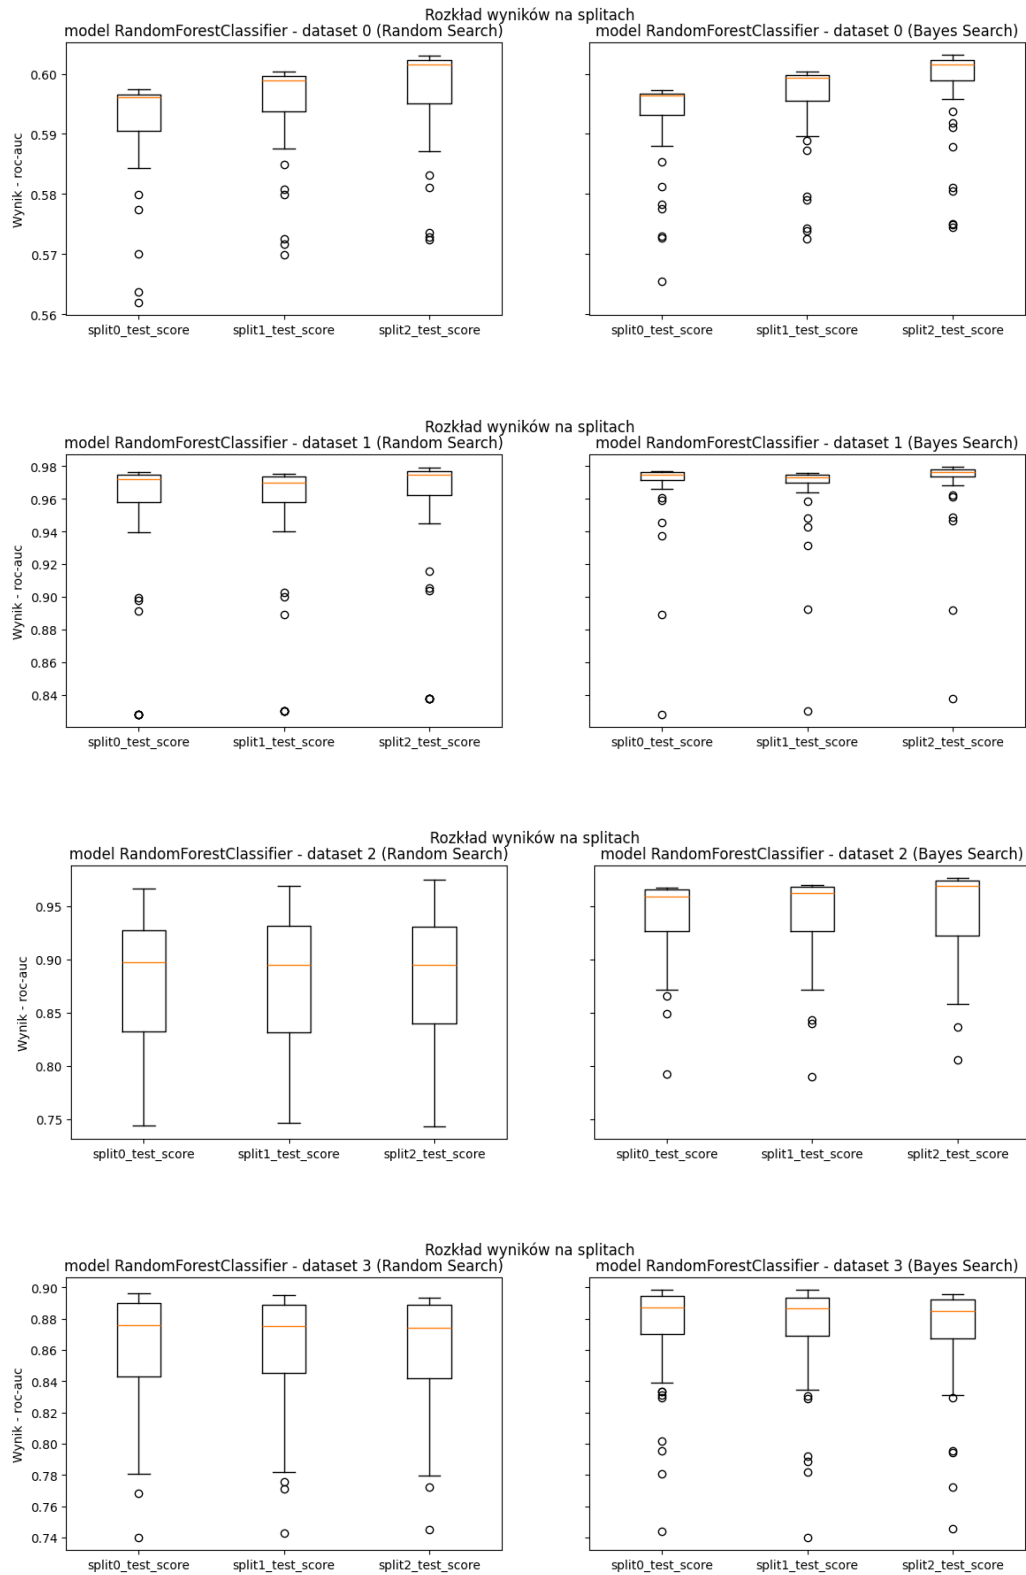 Rozkład wyników na splitach
model RandomForestClassifier - dataset 0 (Random Search)
model RandomForestClassifier - dataset 0 (Bayes Search)
Wynik - roc-auc
0.60
0.59
0.58
0.57
0.56
split0_test_score
split1_test_score
split2_test_score
split0_test_score
split1_test_score
split2_test_score
Rozkład wyników na splitach
model RandomForestClassifier - dataset 1 (Random Search)
model RandomForestClassifier - dataset 1 (Bayes Search)
Wynik - roc-auc
0.98
0.96
0.94
0.92
0.90
0.88
0.86
0.84
split0_test_score
split1_test_score
split2_test_score
split0_test_score
split1_test_score
split2_test_score
Rozkład wyników na splitach
model RandomForestClassifier - dataset 2 (Random Search)
model RandomForestClassifier - dataset 2 (Bayes Search)
Wynik - roc-auc
0.95
0.90
0.85
0.80
0.75
split0_test_score
split1_test_score
split2_test_score
split0_test_score
split1_test_score
split2_test_score
Rozkład wyników na splitach
model RandomForestClassifier - dataset 3 (Random Search)
model RandomForestClassifier - dataset 3 (Bayes Search)
Wynik - roc-auc
0.90
0.88
0.86
0.84
0.82
0.80
0.78
0.76
0.74
split0_test_score
split1_test_score
split2_test_score
split0_test_score
split1_test_score
split2_test_score